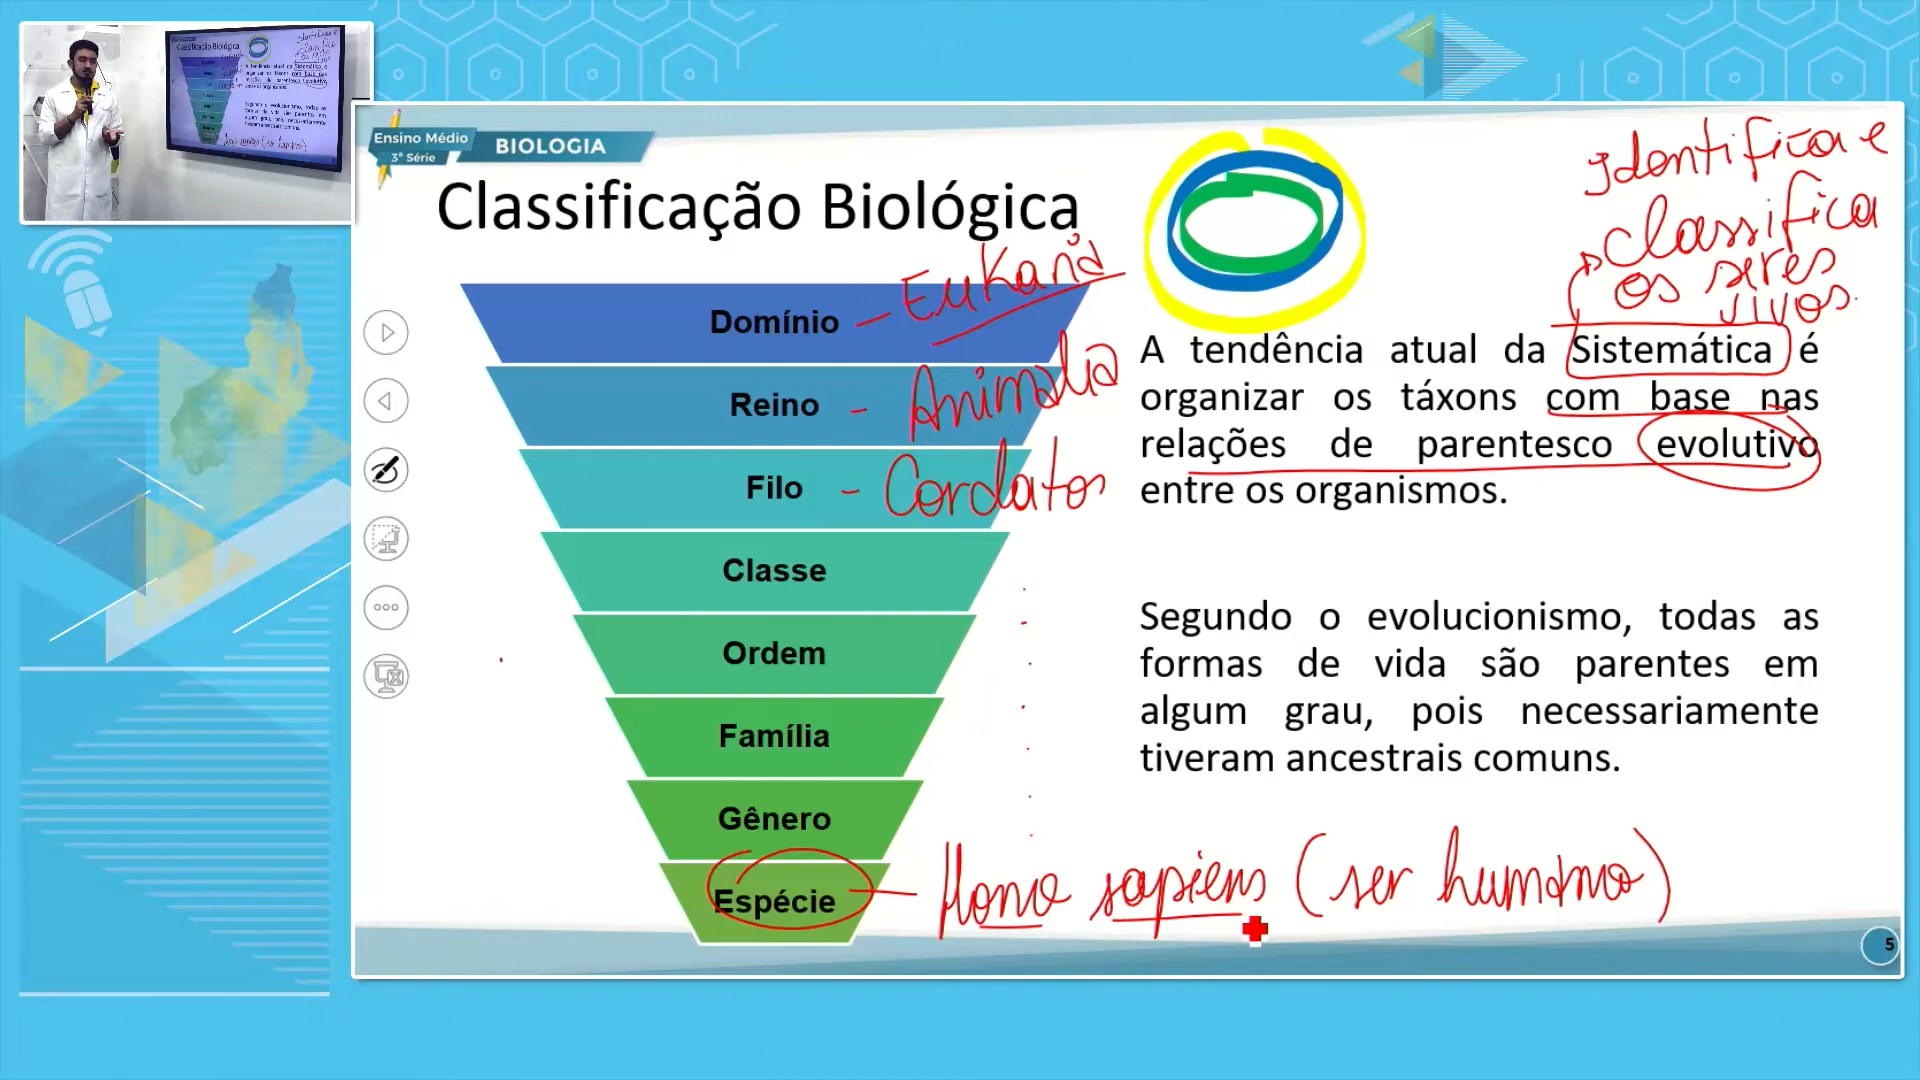 Ensino Médio
3ª Série
BIOLOGIA
Classificação Biológica
Identifica e
classifica
os seres
vivos.
Domínio - Eukaria
Reino - Animalia
Filo - Cordatos
Classe
Ordem
Família
Gênero
Espécie - Homo sapiens (ser humano)
A tendência atual da Sistemática é
organizar os táxons com base nas
relações de parentesco evolutivo
entre os organismos.
Segundo o evolucionismo, todas as
formas de vida são parentes em
algum grau, pois necessariamente
tiveram ancestrais comuns.
5